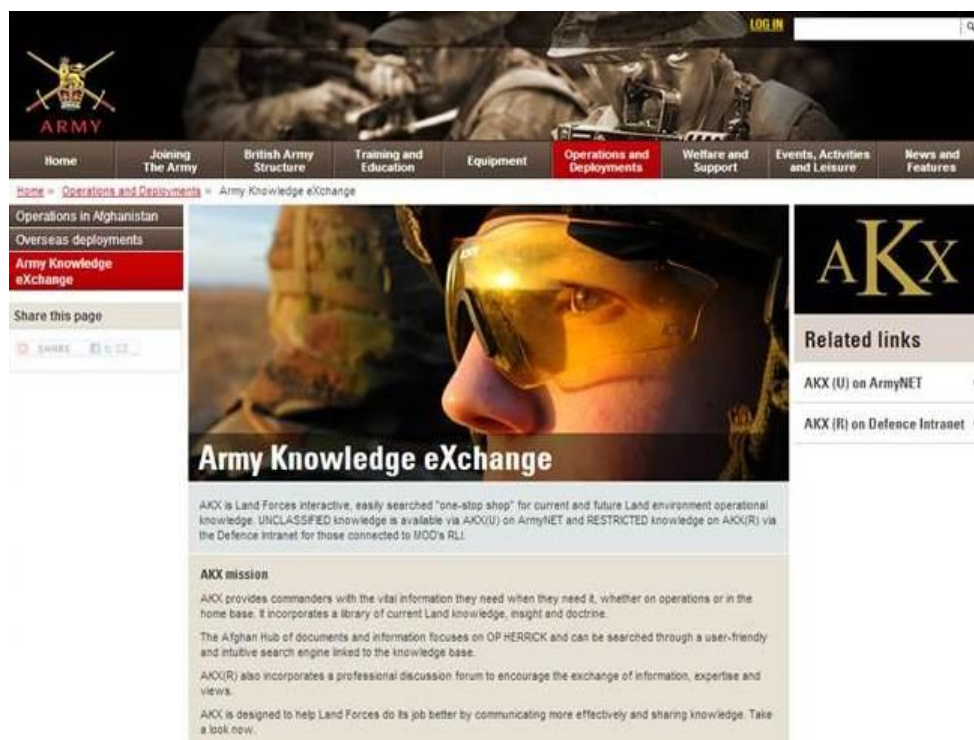 LOG IN
ARMY
Home
Joining
The Army
British Army
Structure
Training and
Education
Equipment
Operations and
Deployments
Welfare and
Support
Events, Activities
and Leisure
News and
Features
Home » Operations and Deployments » Army Knowledge eXchange
Operations in Afghanistan
Overseas deployments
Army Knowledge
eXchange
Share this page
SHARE
AKX
AKX
AKX
Related links
AKX (U) on ArmyNET
AKX (R) on Defence Intranet
Army Knowledge eXchange
AKX is Land Forces interactive, easily searched "one-stop shop" for current and future Land environment operational
knowledge. UNCLASSIFIED knowledge is available via AKX(U) on ArmyNET and RESTRICTED knowledge on AKX(R) via
the Defence Intranet for those connected to MOD's RLI.
AKX mission
AKX provides commanders with the vital information they need when they need it, whether on operations or in the
home base. It incorporates a library of current Land knowledge, insight and doctrine.
The Afghan Hub of documents and information focuses on OP HERRICK and can be searched through a user-friendly
and intuitive search engine linked to the knowledge base.
AKX(R) also incorporates a professional discussion forum to encourage the exchange of information, expertise and
views.
AKX is designed to help Land Forces do its job better by communicating more effectively and sharing knowledge. Take
a look now.